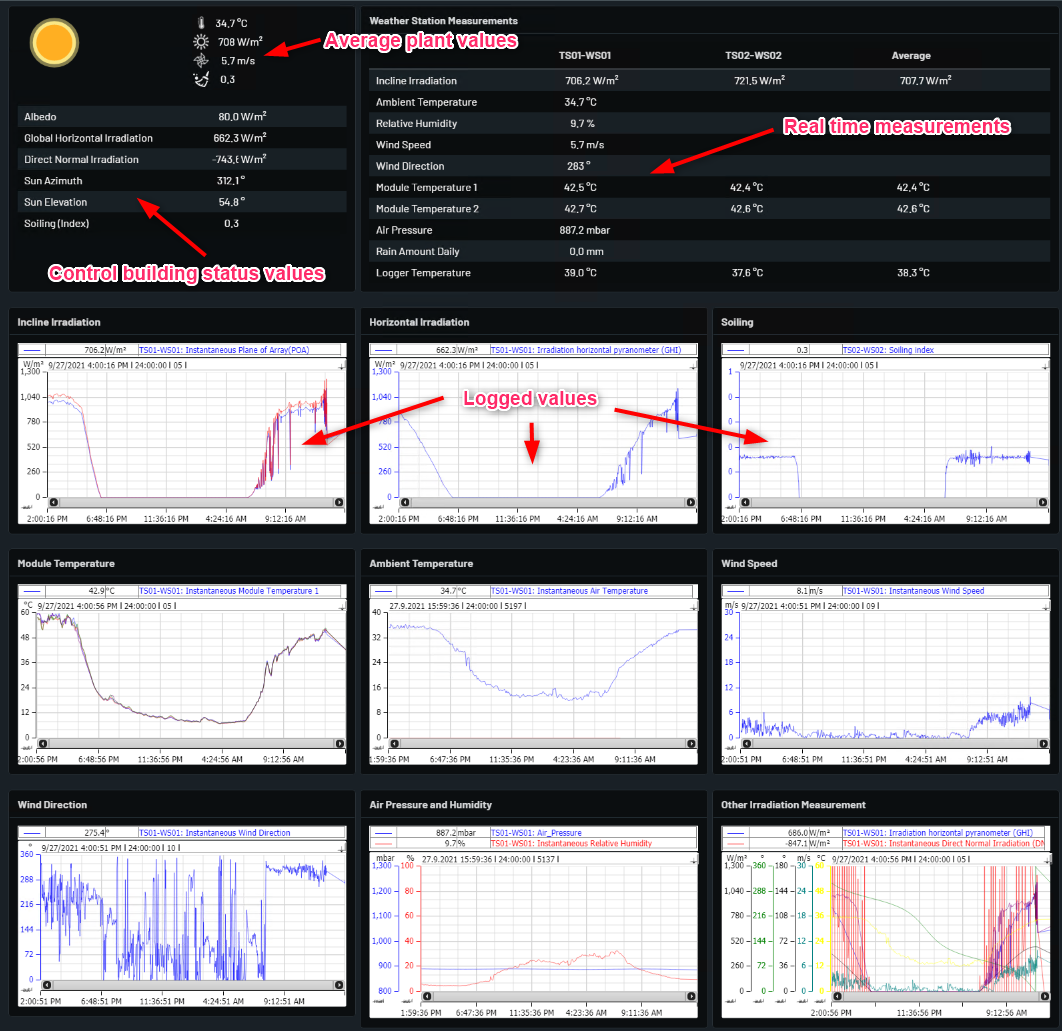 34.7 °C
708 W/m²
5.7 m/s
0.3
Average plant values
Albedo 80.0 W/m²
Global Horizontal Irradiation 662.3 W/m²
Direct Normal Irradiation -743.8 W/m²
Sun Azimuth 312.1 °
Sun Elevation 54.8 °
Soiling (Index) 0.3
Control building status values
Weather Station Measurements
TS01-WS01 TS02-WS02 Average
Incline Irradiation 706.2 W/m² 721.5 W/m² 707.7 W/m²
Ambient Temperature 34.7 °C
Relative Humidity 9.7 %
Wind Speed 5.7 m/s
Wind Direction 283 °
Module Temperature 1 42.5 °C 42.4 °C 42.4 °C
Module Temperature 2 42.7 °C 42.6 °C 42.6 °C
Air Pressure 887.2 mbar
Rain Amount Daily 0.0 mm
Logger Temperature 39.0 °C 37.6 °C 38.3 °C
Real time measurements
Incline Irradiation
706.2 W/m² TS01-WS01: Instantaneous Plane of Array(POA)
W/m² 9/27/2021 4:00:16 PM | 24:00:00 | 05 |
1,300
1,040
780
520
260
0
2:00:16 PM 6:48:16 PM 11:36:16 PM 4:24:16 AM 9:12:16 AM
Horizontal Irradiation
662.3 W/m² TS01-WS01: Irradiation horizontal pyranometer (GHI)
W/m² 9/27/2021 4:00:16 PM | 24:00:00 | 05 |
1,300
1,040
780
520
260
0
2:00:16 PM 6:48:16 PM 11:36:16 PM 4:24:16 AM 9:12:16 AM
Logged values
Soiling
0.3 TS02-WS02: Soiling Index
9/27/2021 4:00:16 PM | 24:00:00 | 05 |
1
0
0
0
0
0
2:00:16 PM 6:48:16 PM 11:36:16 PM 4:24:16 AM 9:12:16 AM
Module Temperature
42.9 °C TS01-WS01: Instantaneous Module Temperature 1
°C 9/27/2021 4:00:56 PM | 24:00:00 | 05 |
60
48
36
24
12
0
2:00:56 PM 6:48:56 PM 11:36:56 PM 4:24:56 AM 9:12:56 AM
Ambient Temperature
34.7 °C TS01-WS01: Instantaneous Air Temperature
27.9.2021 15:59:36 | 24:00:00 | 5197 |
40
32
24
16
8
0
1:59:36 PM 6:47:36 PM 11:35:36 PM 4:23:36 AM 9:11:36 AM
Wind Speed
8.1 m/s TS01-WS01: Instantaneous Wind Speed
m/s 9/27/2021 4:00:51 PM | 24:00:00 | 09 |
30
24
18
12
6
0
2:00:51 PM 6:48:51 PM 11:36:51 PM 4:24:51 AM 9:12:51 AM
Wind Direction
275.4 ° TS01-WS01: Instantaneous Wind Direction
° 9/27/2021 4:00:51 PM | 24:00:00 | 10 |
360
288
216
144
72
0
2:00:51 PM 6:48:51 PM 11:36:51 PM 4:24:51 AM 9:12:51 AM
Air Pressure and Humidity
887.2 mbar TS01-WS01: Air_Pressure
9.7 % TS01-WS01: Instantaneous Relative Humidity
mbar % 27.9.2021 15:59:36 | 24:00:00 | 5137 |
1,300 100
1,200 80
1,100 60
1,000 40
900 20
800 0
1:59:36 PM 6:47:36 PM 11:35:36 PM 4:23:36 AM 9:11:36 AM
Other Irradiation Measurement
686.0 W/m² TS01-WS01: Irradiation horizontal pyranometer (GHI)
-847.1 W/m² TS01-WS01: Instantaneous Direct Normal Irradiation (DN
W/m² ° ° m/s °C 9/27/2021 4:00:56 PM | 24:00:00 | 05 |
1,300 360 180 30 60
1,040 288 144 24 48
780 216 108 18 36
520 144 72 12 24
260 72 36 6 12
0 0 0 0 0
2:00:56 PM 11:36:56 PM 9:12:56 AM